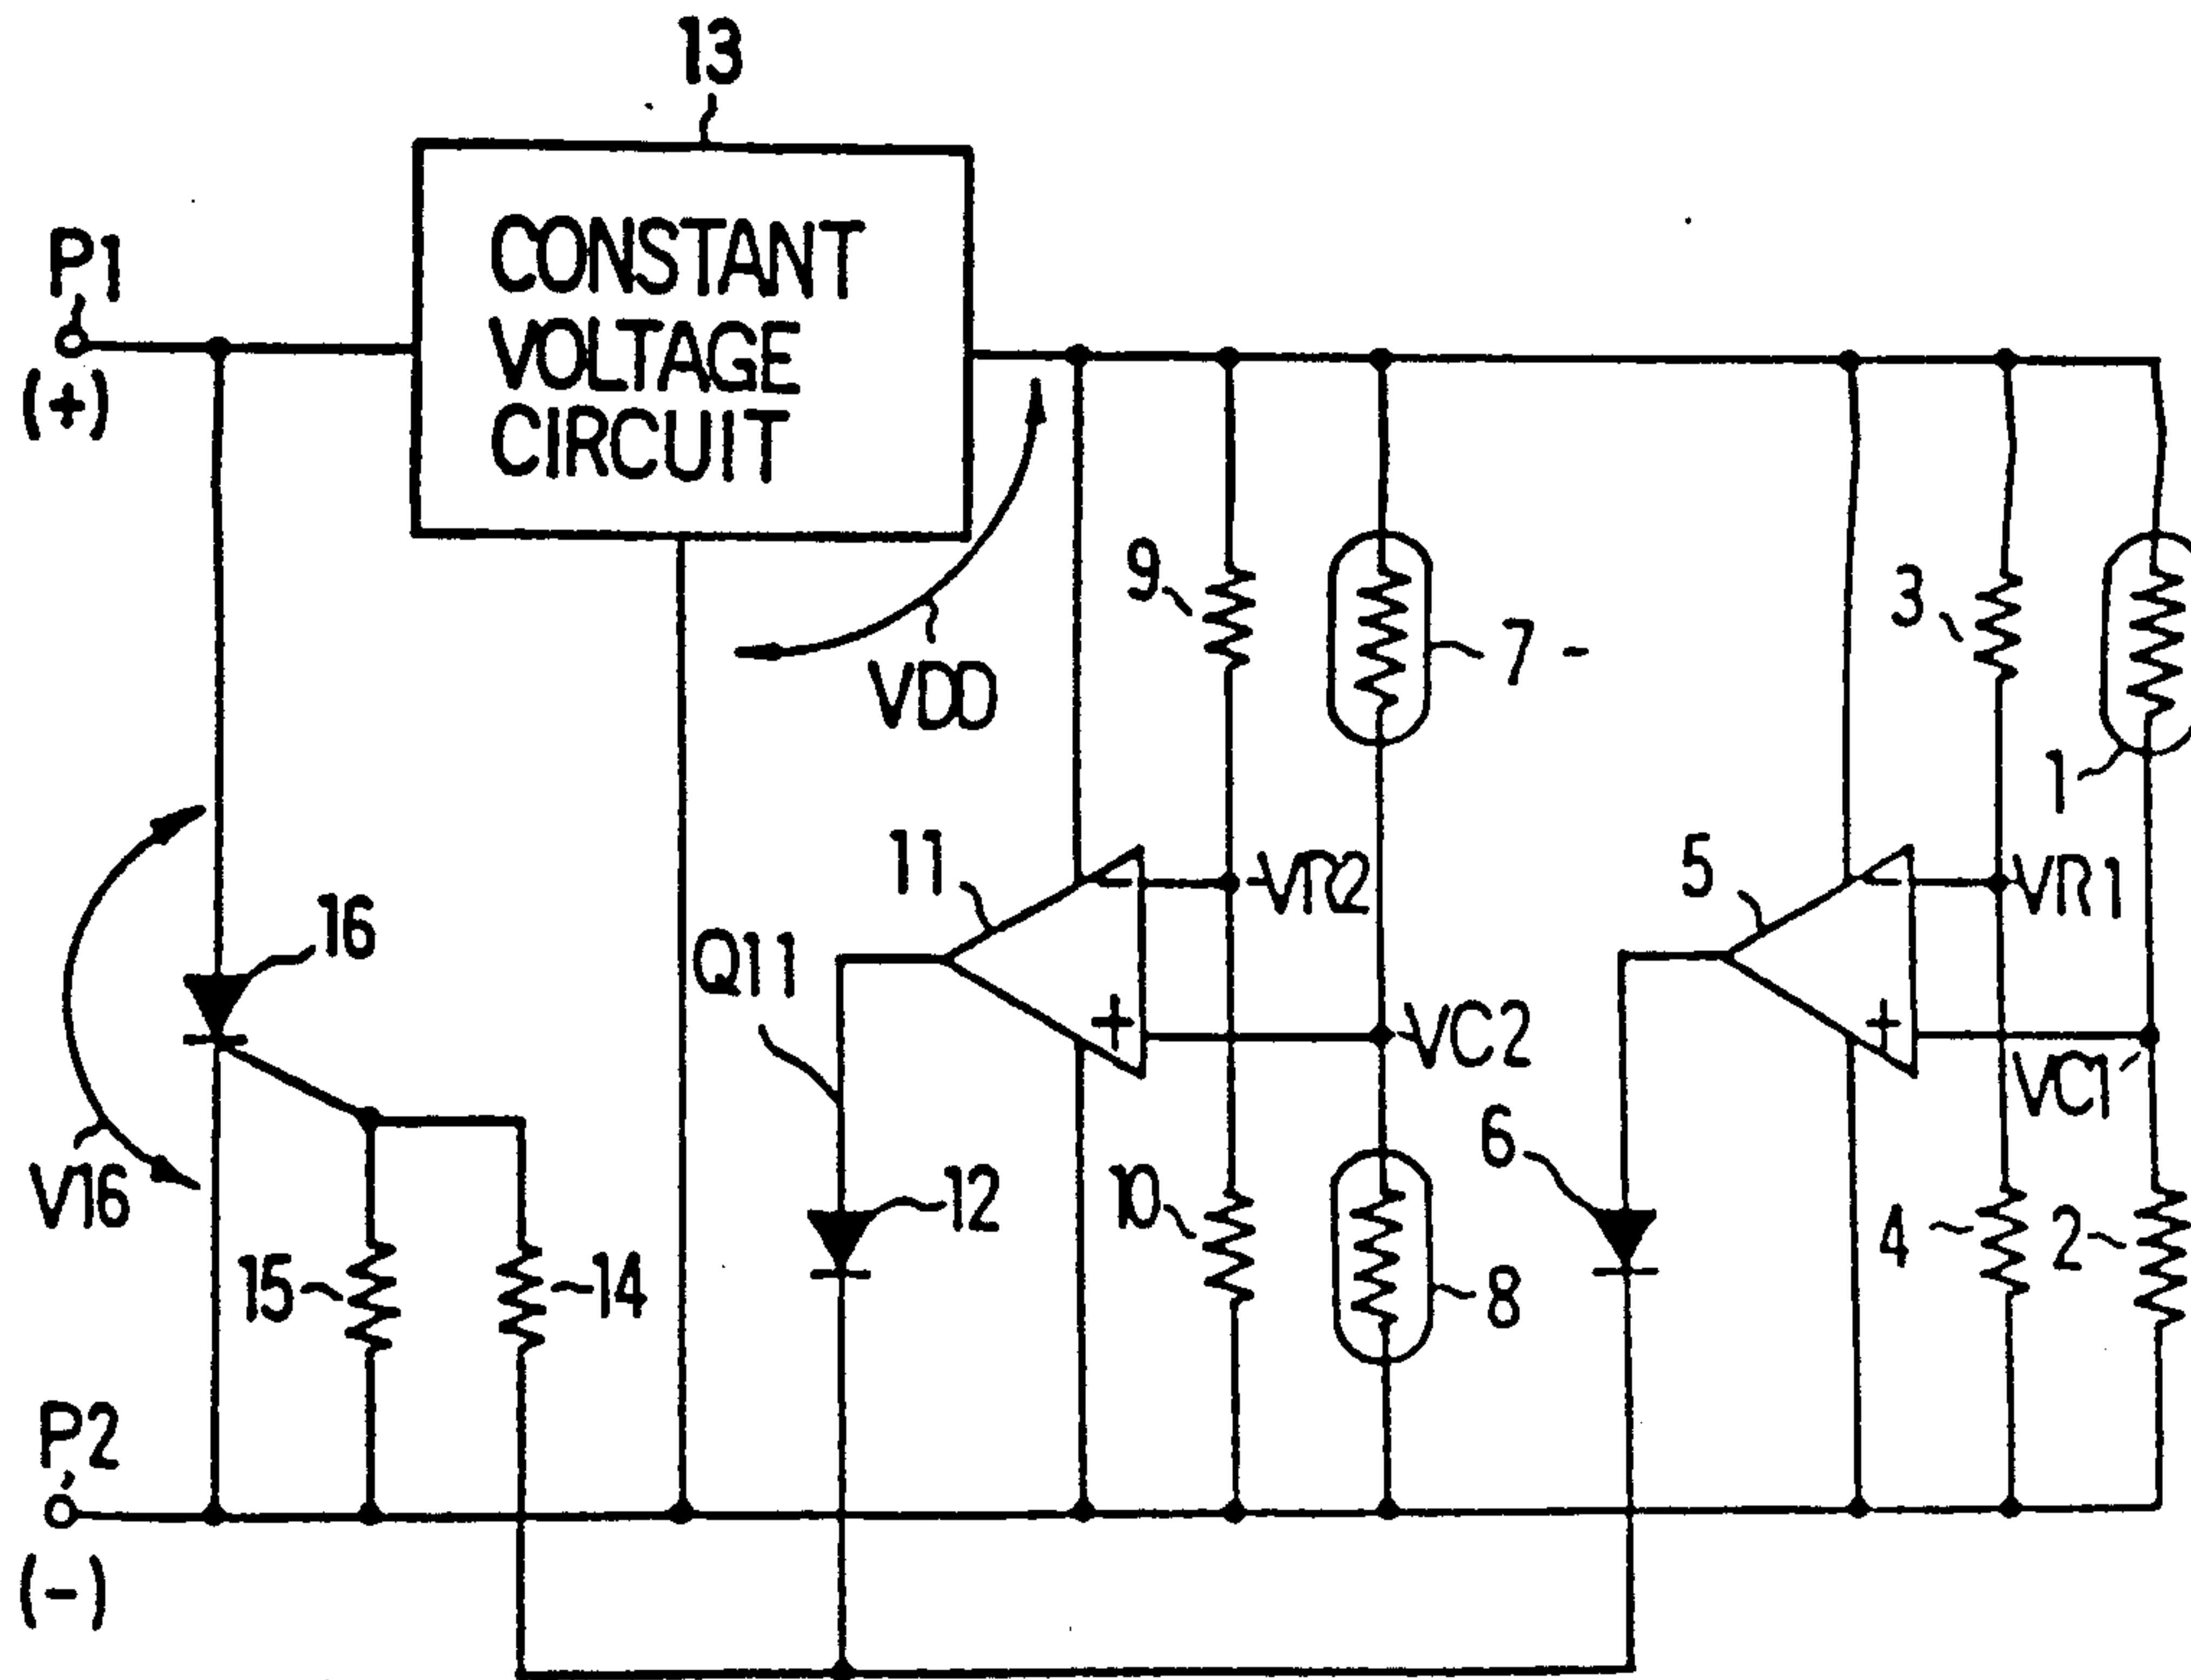 13
P1
(+)
CONSTANT
VOLTAGE
CIRCUIT
VDD
9
7
3
1
11
VR2
5
VR1
16
Q11
+
VC2
+
VC1
V16
12
10
8
6
4
2
15
14
P2
(-)